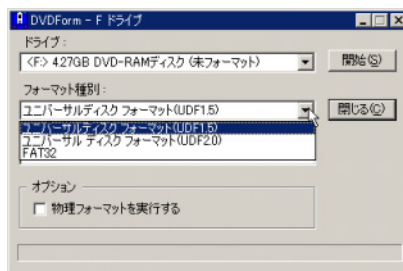 DVDForm - F ドライブ
ドライブ:
<F:> 4.27GB DVD-RAMディスク (未フォーマット)
開始(S)
フォーマット種別:
ユニバーサルディスク フォーマット(UDF1.5)
閉じる(C)
ユニバーサルディスク フォーマット(UDF1.5)
ユニバーサル ディスク フォーマット(UDF2.0)
FAT32
オプション
物理フォーマットを実行する